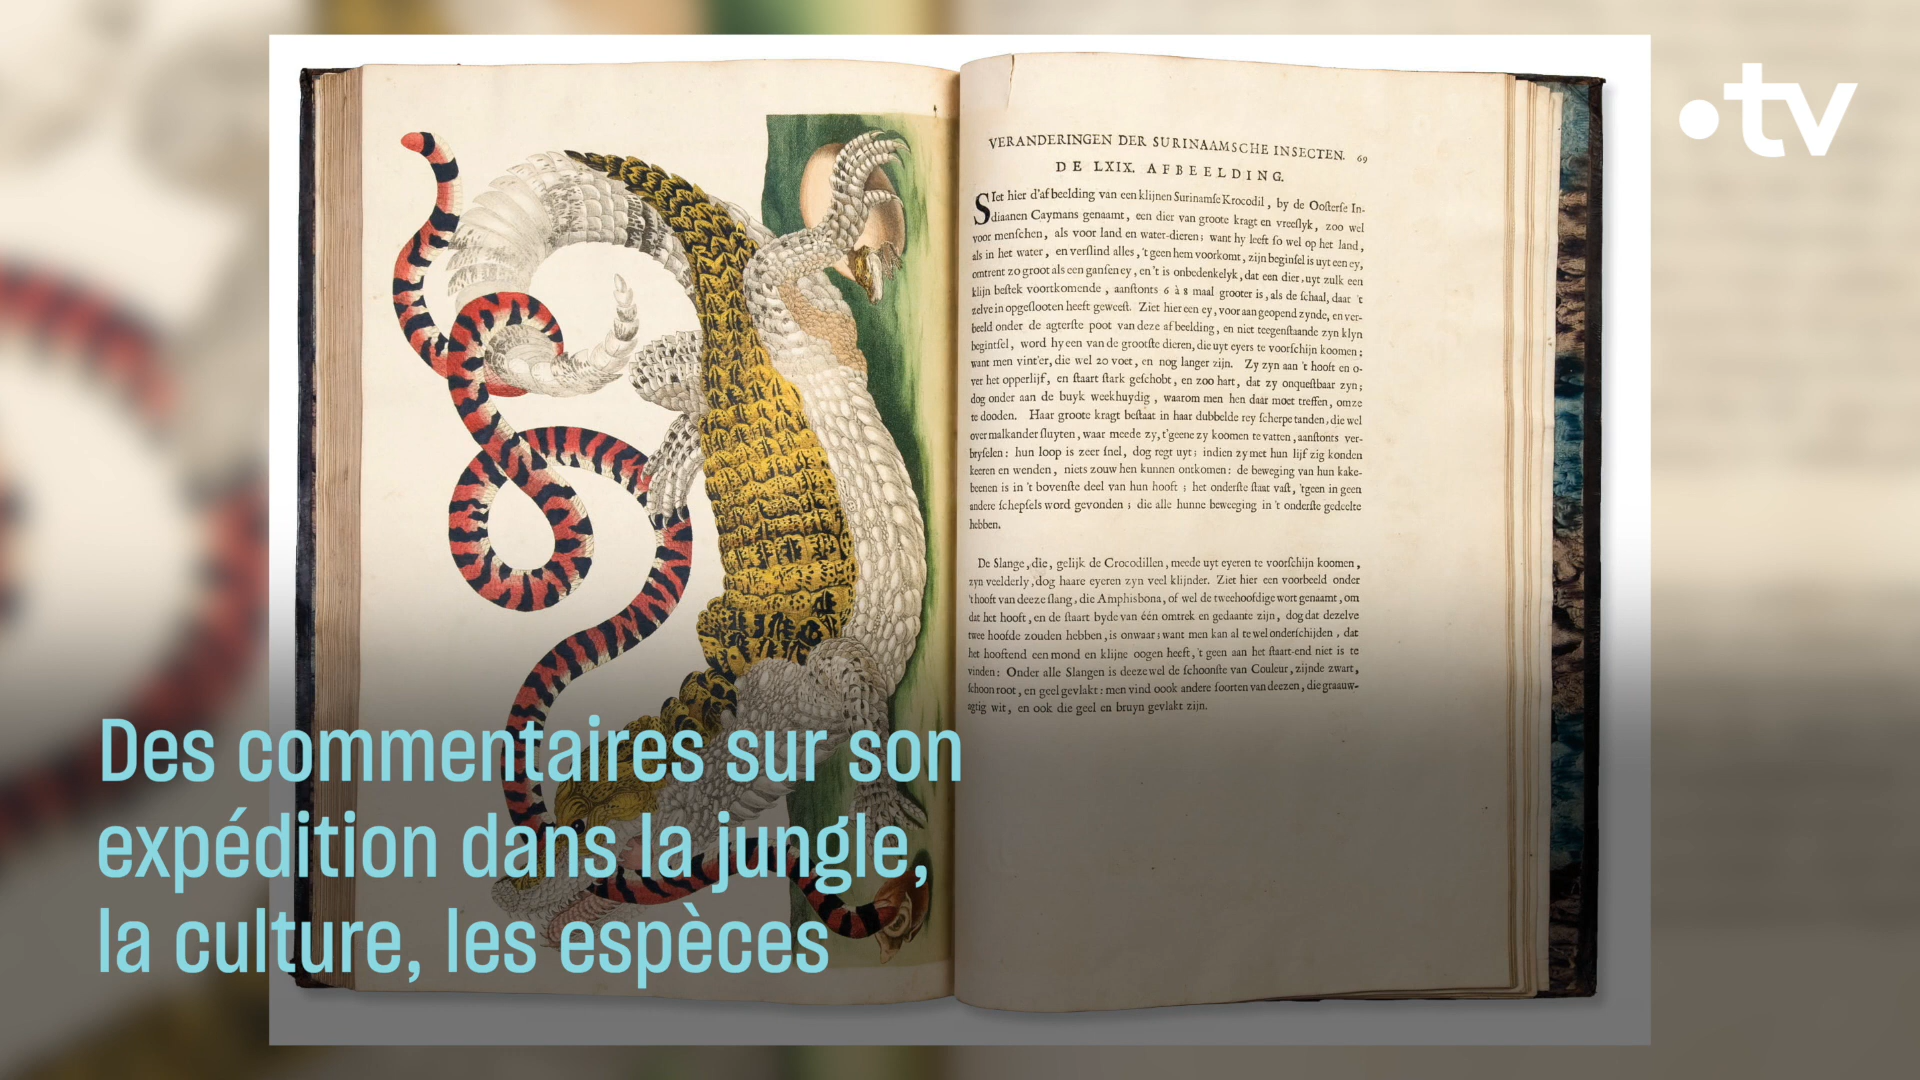 •tv
VERANDERINGEN DER SURINAAMSCHE INSECTEN. 69
DE LXIX. AFBEELDING.
SIet hier d'afbeelding van een klijnen Surinamſe Krocodil, by de Ooſterſe In-
diaanen Caymans genaamt, een dier van groote kragt en vreeſlyk, zoo wel
voor menſchen, als voor land en water-dieren; want hy leeft ſo wel op het land,
als in het water, en verſlind alles, 't geen hem voorkomt, zijn beginſel is uyt een ey,
omtrent zo groot als een ganſen ey, en 't is onbedenkelyk, dat een dier, uyt zulk een
klijn beſtek voortkomende, aanſtonts 6 à 8 maal grooter is, als de ſchaal, daar 't
zelve in opgeſlooten heeft geweeſt. Ziet hier een ey, voor aan geopend zynde, en ver-
beeld onder de agterſte poot van deze afbeelding, en niet teegenſtaande zyn klyn
begintſel, word hy een van de grootſte dieren, die uyt eyers te voorſchijn koomen;
want men vint'er, die wel 20 voet, en nog langer zijn. Zy zyn aan 't hooft en o-
ver het opperlijf, en ſtaart ſtark geſchobt, en zoo hart, dat zy onqueſtbaar zyn;
dog onder aan de buyk weekhuydig, waarom men hen daar moet treffen, om ze
te dooden. Haar groote kragt beſtaat in haar dubbelde rey ſcherpe tanden, die wel
over malkander ſluyten, waar meede zy, t'geene zy koomen te vatten, aanſtonts ver-
bryſelen: hun loop is zeer ſnel, dog regt uyt; indien zy met hun lijf zig konden
keeren en wenden, niets zouw hen kunnen ontkomen: de beweging van hun kake-
beenen is in 't bovenſte deel van hun hooft; het onderſte ſtaat vaſt, 'tgeen in geen
andere ſchepſels word gevonden; die alle hunne beweeging in 't onderſte gedeelte
hebben.
De Slange, die, gelijk de Crocodillen, meede uyt eyeren te voorſchijn koomen,
zyn veelderly, dog haare eyeren zyn veel klijnder. Ziet hier een voorbeeld onder
'thooft van deeze ſlang, die Amphisbona, of wel de tweehoofdige wort genaamt, om
dat het hooft, en de ſtaart byde van één omtrek en gedaante zijn, dog dat dezelve
twee hoofde zouden hebben, is onwaar; want men kan al te wel onderſchijden, dat
het hooftend een mond en klijne oogen heeft, 't geen aan het ſtaart-end niet is te
vinden: Onder alle Slangen is deeze wel de ſchoonſte van Couleur, zijnde zwart,
ſchoon root, en geel gevlakt: men vind oook andere ſoorten van deezen, die graauw-
agtig wit, en ook die geel en bruyn gevlakt zijn.
Des commentaires sur son
expédition dans la jungle,
la culture, les espèces